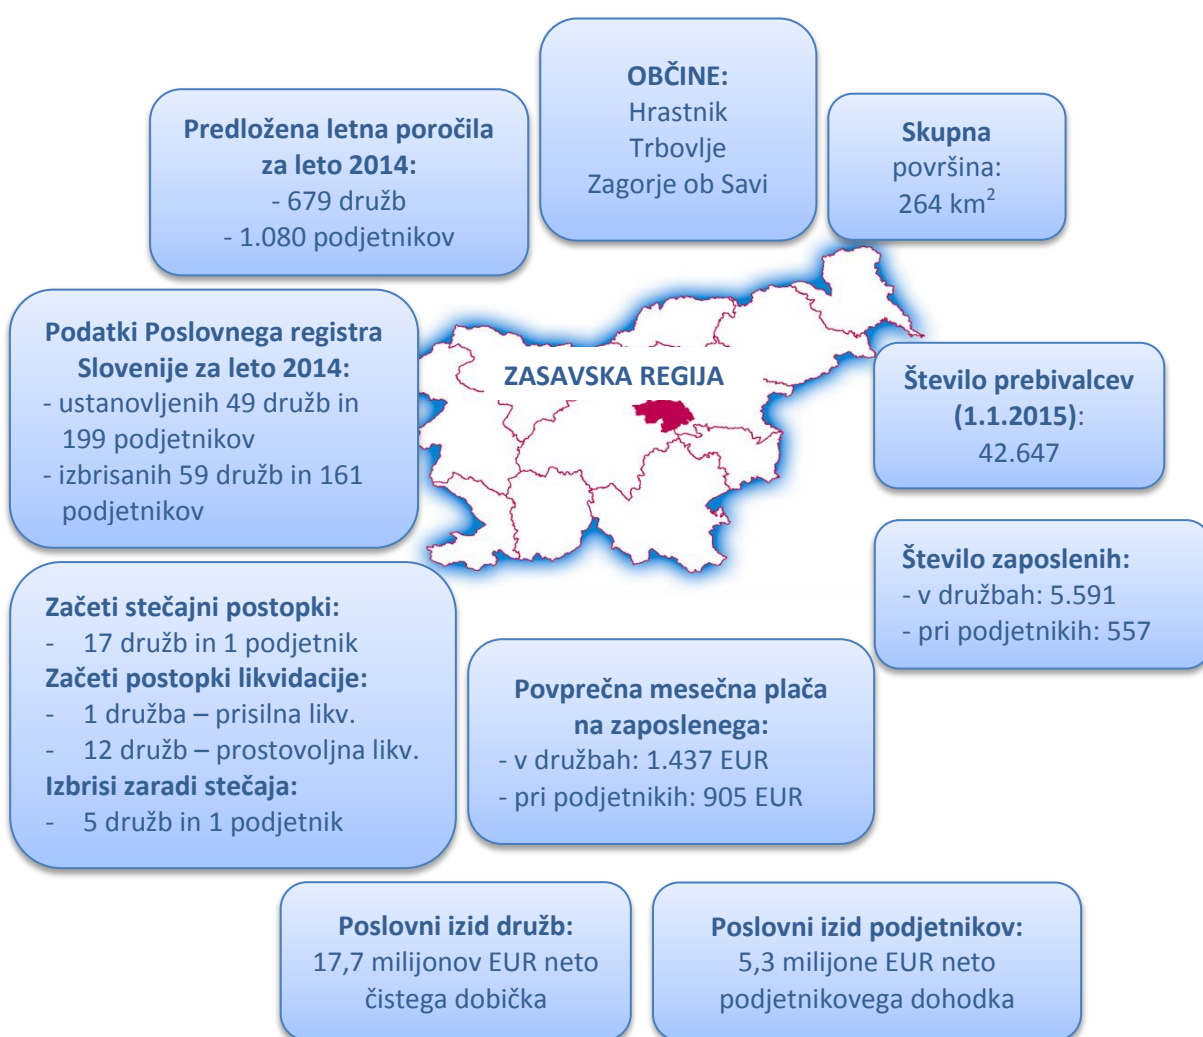 OBČINE:
Hrastnik
Trbovlje
Zagorje ob Savi
Predložena letna poročila
za leto 2014:
- 679 družb
- 1.080 podjetnikov
Skupna
površina:
264 km²
Podatki Poslovnega registra
Slovenije za leto 2014:
- ustanovljenih 49 družb in
199 podjetnikov
- izbrisanih 59 družb in 161
podjetnikov
ZASAVSKA REGIJA
Število prebivalcev
(1.1.2015):
42.647
Število zaposlenih:
- v družbah: 5.591
- pri podjetnikih: 557
Začeti stečajni postopki:
- 17 družb in 1 podjetnik
Začeti postopki likvidacije:
- 1 družba – prisilna likv.
- 12 družb – prostovoljna likv.
Izbrisi zaradi stečaja:
- 5 družb in 1 podjetnik
Povprečna mesečna plača
na zaposlenega:
- v družbah: 1.437 EUR
- pri podjetnikih: 905 EUR
Poslovni izid družb:
17,7 milijonov EUR neto
čistega dobička
Poslovni izid podjetnikov:
5,3 milijone EUR neto
podjetnikovega dohodka